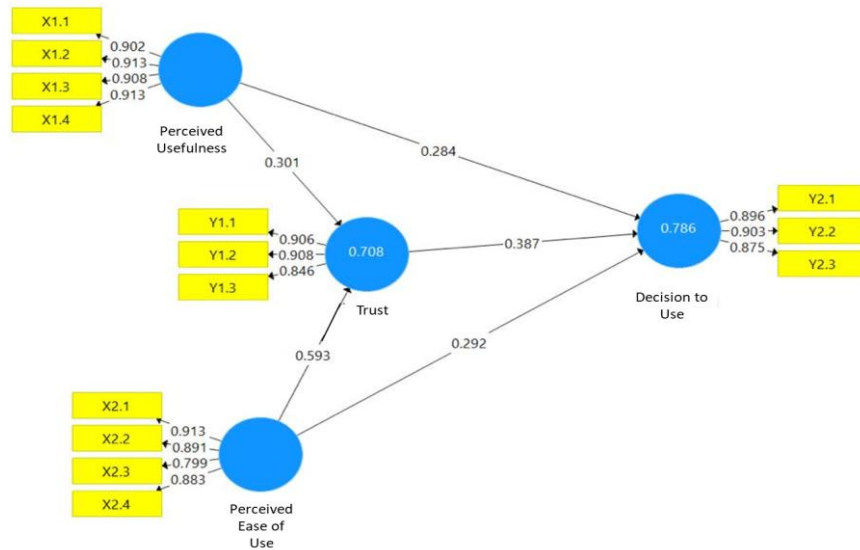 X1.1
X1.2
X1.3
X1.4
0.902
0.913
0.908
0.913
Perceived
Usefulness
0.301
0.284
Y1.1
Y1.2
Y1.3
0.906
0.908
0.846
0.708
Trust
0.387
0.786
0.896
0.903
0.875
Y2.1
Y2.2
Y2.3
Decision to
Use
0.593
0.292
X2.1
X2.2
X2.3
X2.4
0.913
0.891
0.799
0.883
Perceived
Ease of
Use